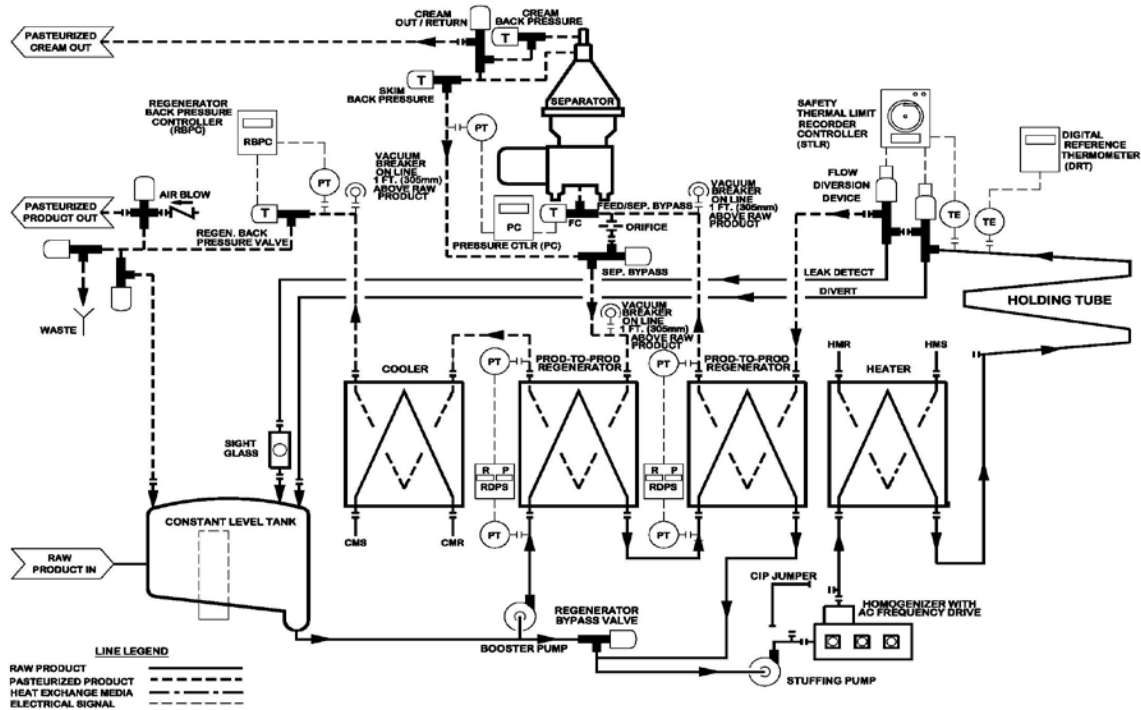 PASTEURIZED
CREAM OUT
CREAM
OUT / RETURN
CREAM
BACK PRESSURE
T
T
SKIM
BACK PRESSURE
SEPARATOR
REGENERATOR
BACK PRESSURE
CONTROLLER (RBPC)
RBPC
PT
VACUUM
BREAKER
ON LINE
1 FT. (305mm)
ABOVE RAW
PRODUCT
PT
PC
PRESSURE CTLR (PC)
T
FC
FEED/SEP. BYPASS
ORIFICE
SEP. BYPASS
VACUUM
BREAKER
ON LINE
1 FT. (305mm)
ABOVE RAW
PRODUCT
SAFETY
THERMAL LIMIT
RECORDER
CONTROLLER
(STLR)
FLOW
DIVERSION
DEVICE
TE
TE
DIGITAL
REFERENCE
THERMOMETER
(DRT)
AIR BLOW
PASTEURIZED
PRODUCT OUT
T
REGEN. BACK
PRESSURE VALVE
WASTE
LEAK DETECT
DIVERT
HOLDING TUBE
VACUUM
BREAKER
ON LINE
1 FT. (305mm)
ABOVE RAW
PRODUCT
COOLER
PT
PROD-TO-PROD
REGENERATOR
PT
PROD-TO-PROD
REGENERATOR
HMR
HMS
HEATER
SIGHT
GLASS
R P
RDPS
R P
RDPS
PT
PT
CMS
CMR
CONSTANT LEVEL TANK
RAW
PRODUCT IN
BOOSTER PUMP
REGENERATOR
BYPASS VALVE
CIP JUMPER
HOMOGENIZER WITH
AC FREQUENCY DRIVE
STUFFING PUMP
LINE LEGEND
RAW PRODUCT
PASTEURIZED PRODUCT
HEAT EXCHANGE MEDIA
ELECTRICAL SIGNAL